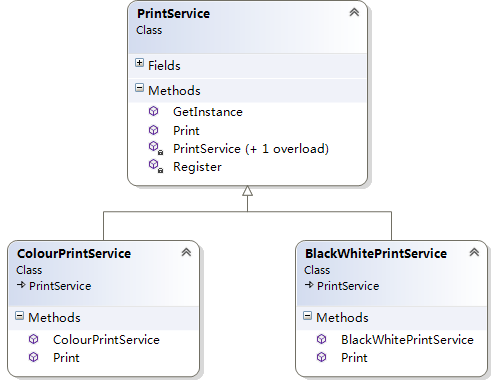 PrintService
Class
Fields
Methods
GetInstance
Print
PrintService (+ 1 overload)
Register
ColourPrintService
Class
PrintService
Methods
ColourPrintService
Print
BlackWhitePrintService
Class
PrintService
Methods
BlackWhitePrintService
Print